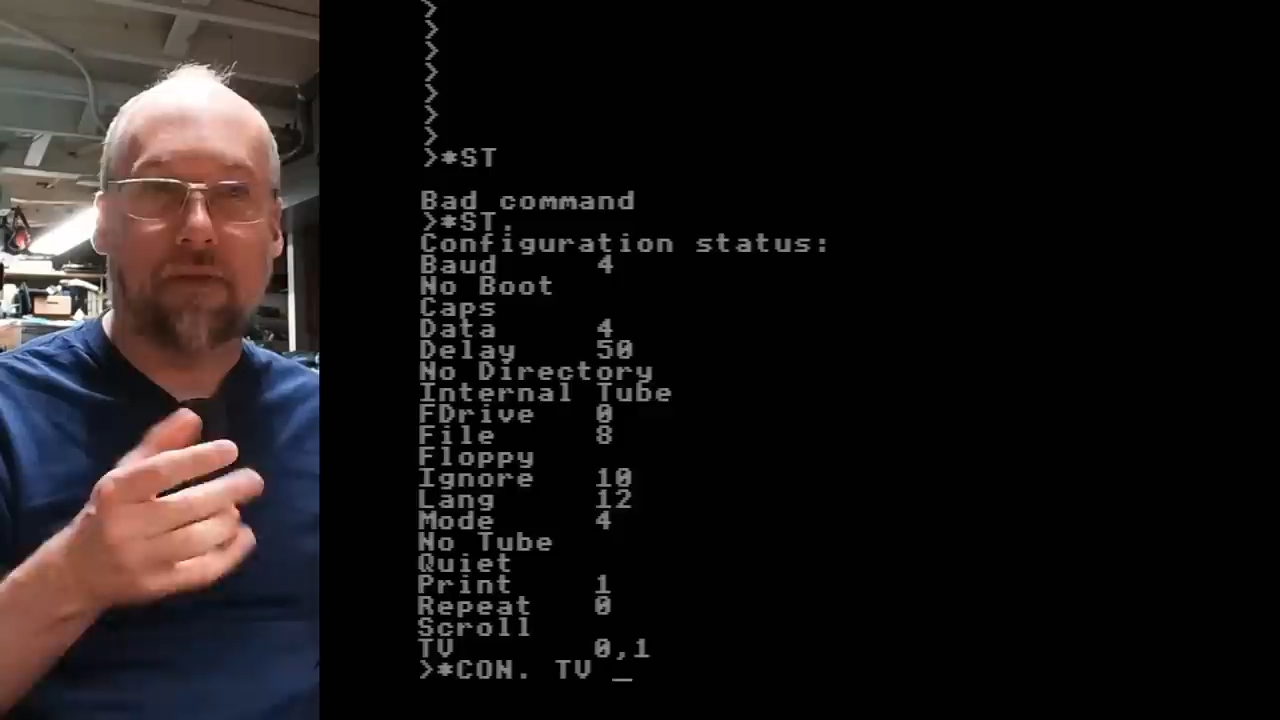 >
>
>
>
>
>
>
>*ST
Bad command
>*ST.
Configuration status:
Baud 4
No Boot
Caps
Data 4
Delay 50
No Directory
Internal Tube
FDrive 0
File 8
Floppy
Ignore 10
Lang 12
Mode 4
No Tube
Quiet
Print 1
Repeat 0
Scroll
TV 0,1
>*CON. TV _